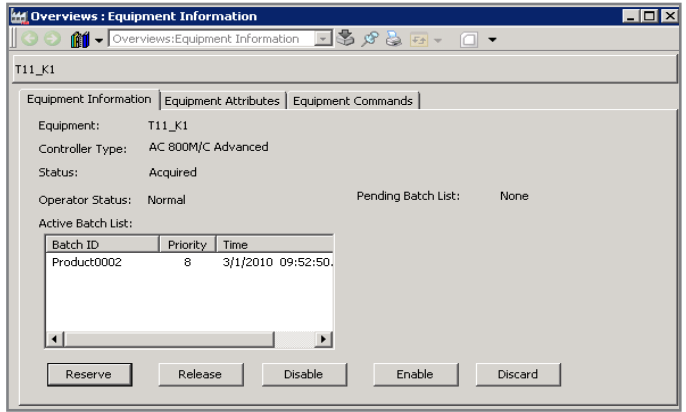 Overviews : Equipment Information
Overviews:Equipment Information
T11_K1
Equipment Information Equipment Attributes Equipment Commands
Equipment: T11_K1
Controller Type: AC 800M/C Advanced
Status: Acquired
Operator Status: Normal Pending Batch List: None
Active Batch List:
Batch ID Priority Time
Product0002 8 3/1/2010 09:52:50.
Reserve Release Disable Enable Discard